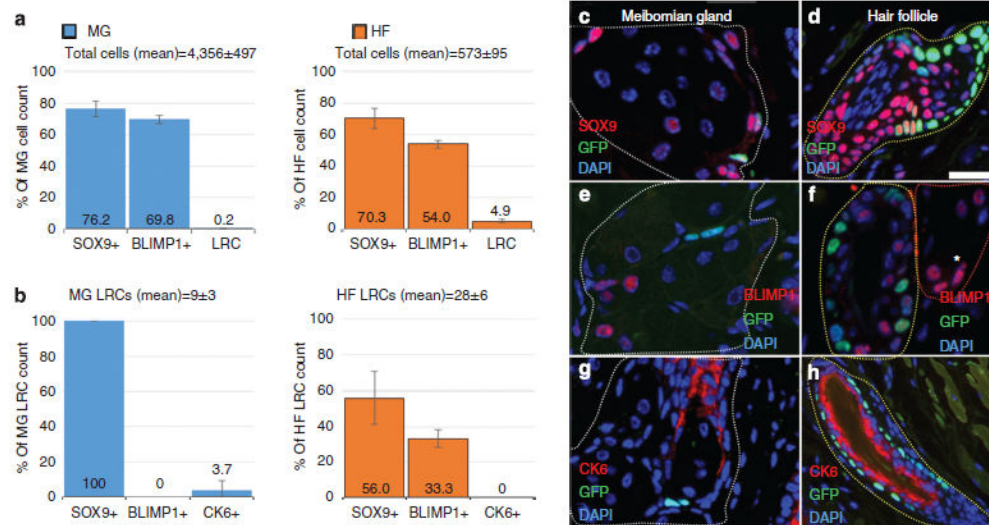 a
MG
Total cells (mean)=4,356±497
% Of MG cell count
100
80
60
40
20
0
76.2
69.8
0.2
SOX9+ BLIMP1+ LRC
HF
Total cells (mean)=573±95
% Of HF cell count
100
80
60
40
20
0
70.3
54.0
4.9
SOX9+ BLIMP1+ LRC
b
MG LRCs (mean)=9±3
% Of MG LRC count
100
80
60
40
20
0
100
0
3.7
SOX9+ BLIMP1+ CK6+
HF LRCs (mean)=28±6
% Of HF LRC count
100
80
60
40
20
0
56.0
33.3
0
SOX9+ BLIMP1+ CK6+
c
Meibomian gland
SOX9
GFP
DAPI
d
Hair follicle
SOX9
GFP
DAPI
e
BLIMP1
GFP
DAPI
f
*
BLIMP1
GFP
DAPI
g
CK6
GFP
DAPI
h
CK6
GFP
DAPI